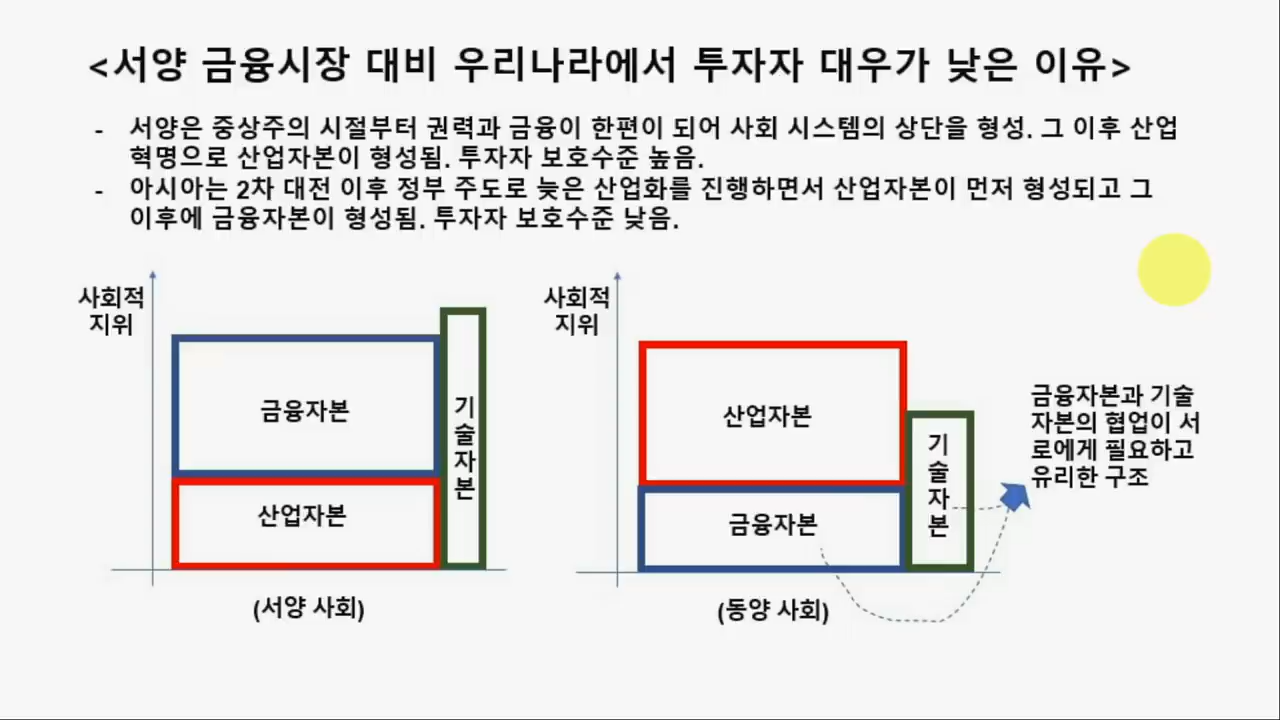 <서양 금융시장 대비 우리나라에서 투자자 대우가 낮은 이유>
- 서양은 중상주의 시절부터 권력과 금융이 한편이 되어 사회 시스템의 상단을 형성. 그 이후 산업
혁명으로 산업자본이 형성됨. 투자자 보호수준 높음.
- 아시아는 2차 대전 이후 정부 주도로 늦은 산업화를 진행하면서 산업자본이 먼저 형성되고 그
이후에 금융자본이 형성됨. 투자자 보호수준 낮음.
사회적
지위
금융자본
산업자본
기
술
자
본
(서양 사회)
사회적
지위
산업자본
금융자본
기
술
자
본
(동양 사회)
금융자본과 기술
자본의 협업이 서
로에게 필요하고
유리한 구조